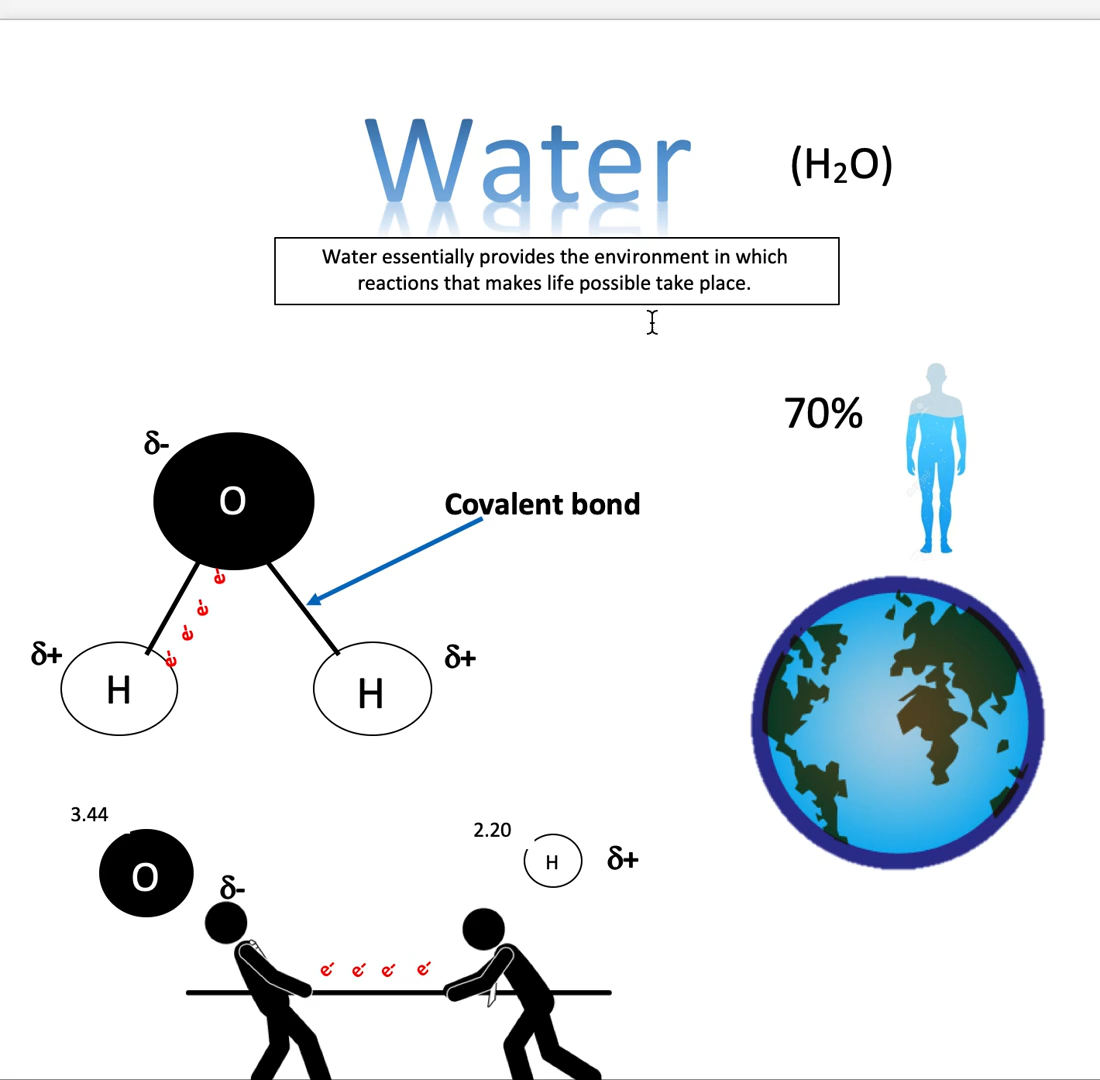 Water
(H₂O)
Water essentially provides the environment in which
reactions that makes life possible take place.
70%
δ-
O
Covalent bond
e-
e-
e-
e-
δ+
H
H
δ+
3.44
O
δ-
2.20
H
δ+
e- e- e- e-